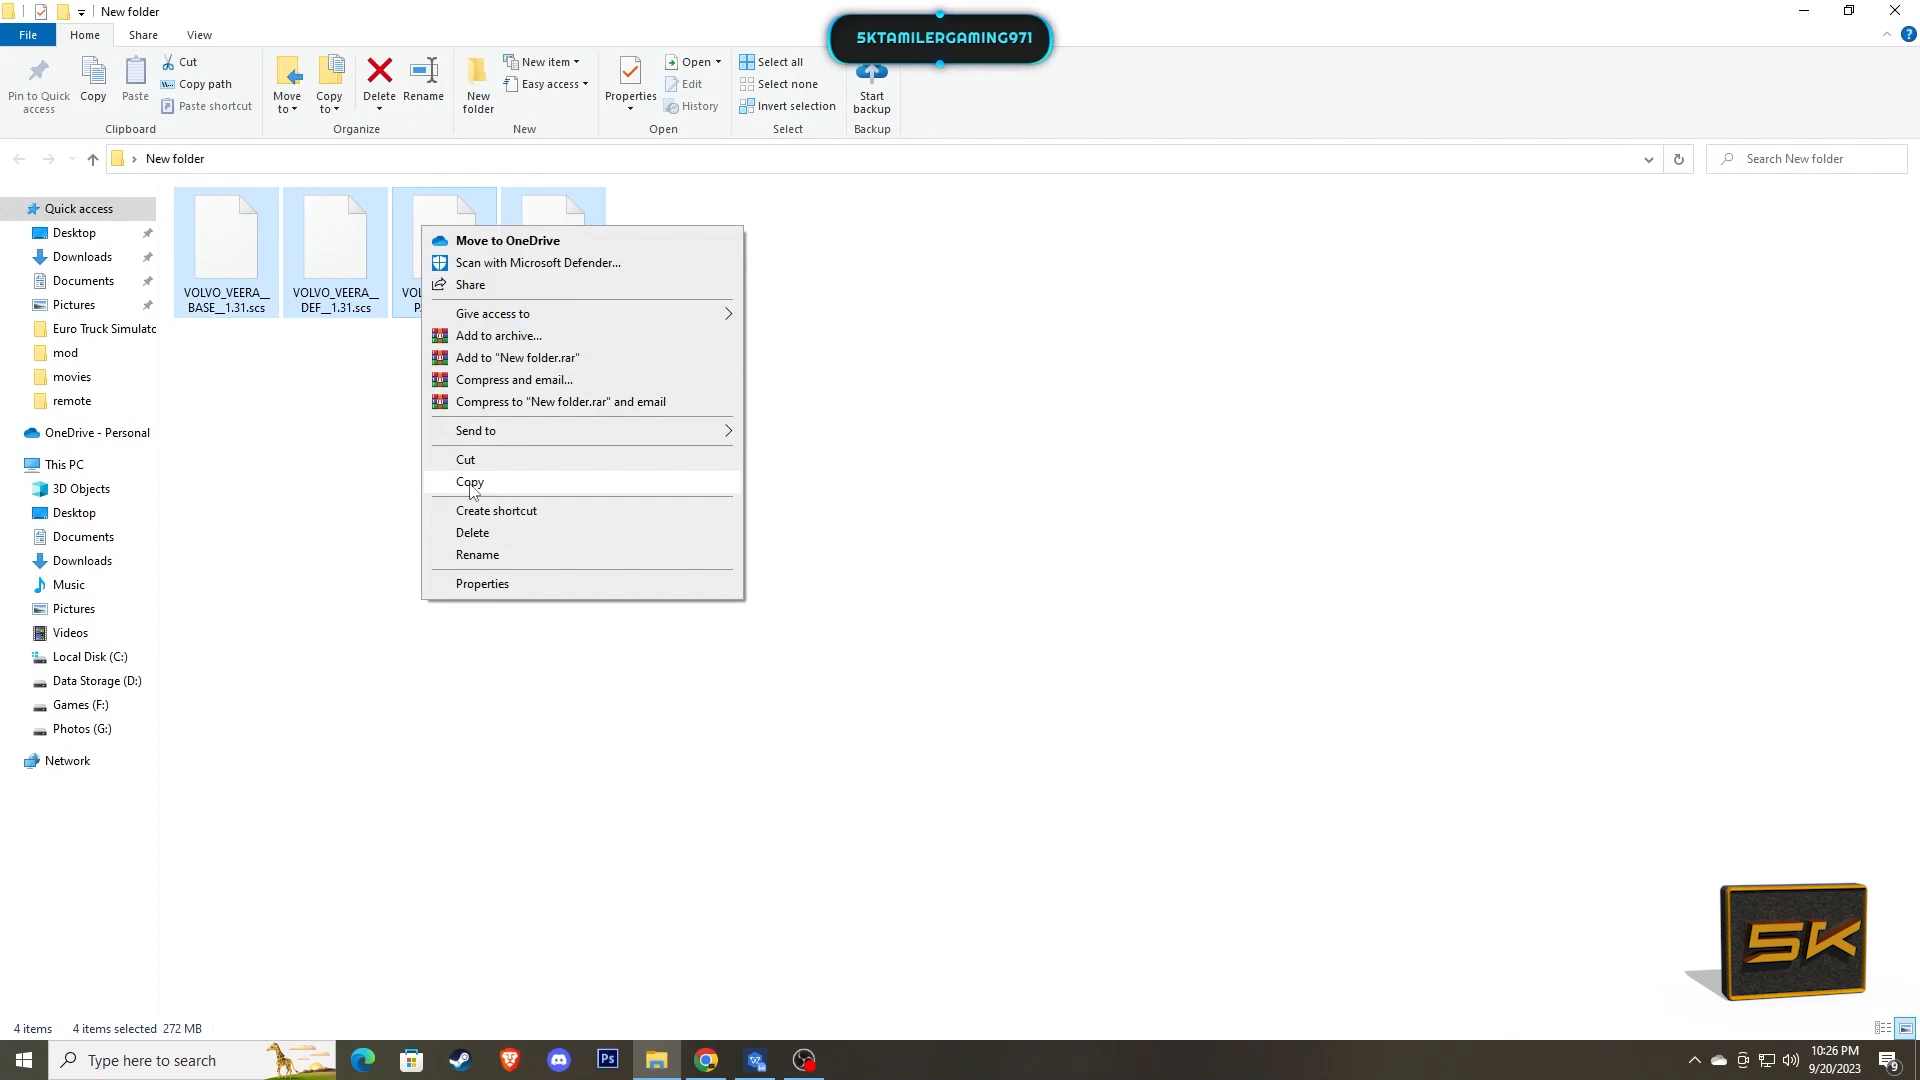 New folder
File Home Share View
5KTAMILERGAMING971
Pin to Quick access
Copy
Paste
Cut
Copy path
Paste shortcut
Clipboard
Move to
Copy to
Delete
Rename
Organize
New folder
New item
Easy access
New
Properties
Open
Edit
History
Open
Select all
Select none
Invert selection
Select
Start backup
Backup
New folder
Search New folder
Quick access
Desktop
Downloads
Documents
Pictures
Euro Truck Simulato
mod
movies
remote
OneDrive - Personal
This PC
3D Objects
Desktop
Documents
Downloads
Music
Pictures
Videos
Local Disk (C:)
Data Storage (D:)
Games (F:)
Photos (G:)
Network
VOLVO_VEERA__
BASE__1.31.scs
VOLVO_VEERA__
DEF__1.31.scs
Move to OneDrive
Scan with Microsoft Defender...
Share
Give access to
Add to archive...
Add to "New folder.rar"
Compress and email...
Compress to "New folder.rar" and email
Send to
Cut
Copy
Create shortcut
Delete
Rename
Properties
5K
4 items 4 items selected 272 MB
Type here to search
Ps
10:26 PM
9/20/2023
9